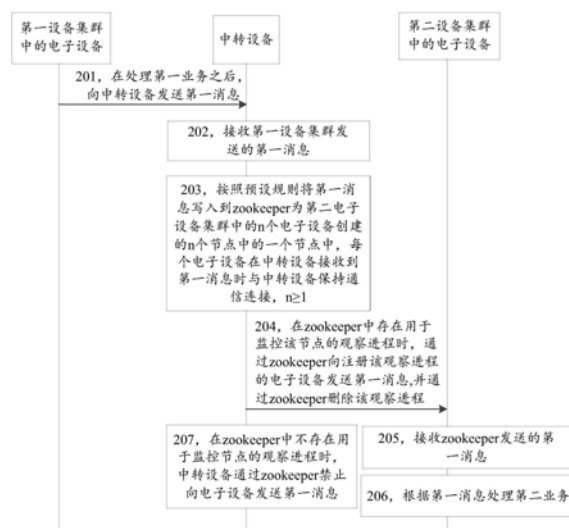 第一设备集群
中的电子设备
中转设备
第二设备集群
中的电子设备
201，在处理第一业务之后，
向中转设备发送第一消息
202，接收第一设备集群发
送的第一消息
203，按照预设规则将第一消
息写入到zookeeper为第二电子
设备集群中的n个电子设备创建
的n个节点中的一个节点中，每
个电子设备在中转设备接收到
第一消息时与中转设备保持通
信连接，n≥1
204，在zookeeper中存在用于
监控该节点的观察进程时，通
过zookeeper向注册该观察进程
的电子设备发送第一消息,并通
过zookeeper删除该观察进程
205，接收zookeeper发送的第
一消息
206，根据第一消息处理第二业务
207，在zookeeper中不存在用
于监控节点的观察进程时，
中转设备通过zookeeper禁止
向电子设备发送第一消息